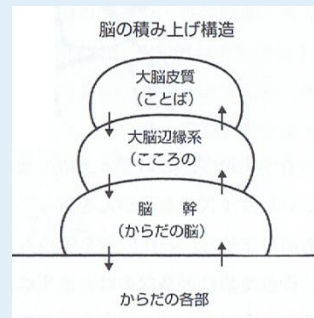 脳の積み上げ構造
大脳皮質
(ことば)
大脳辺縁系
(こころの
脳　幹
(からだの脳)
からだの各部